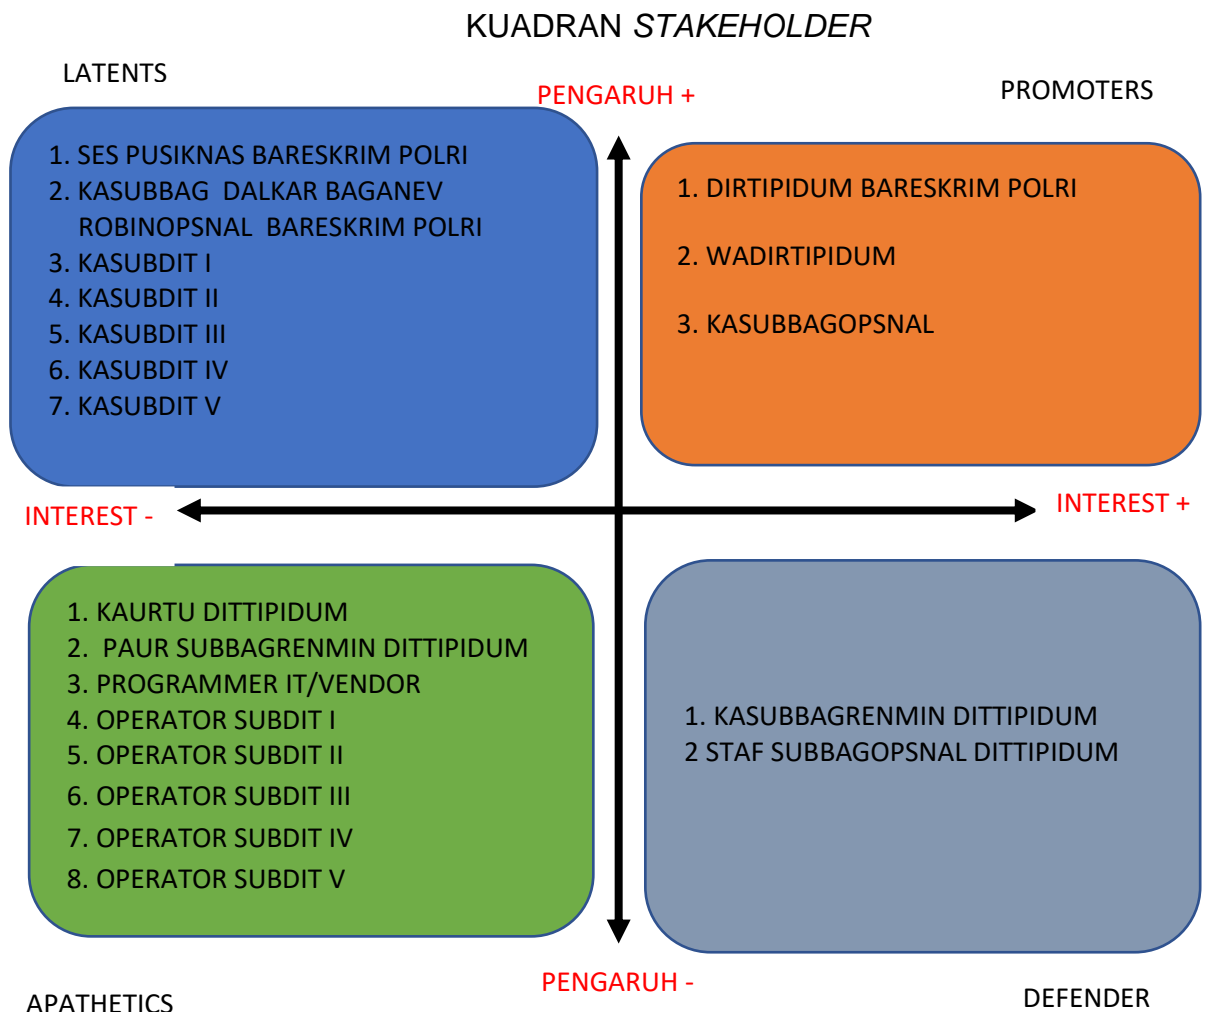 KUADRAN STAKEHOLDER
LATENTS
PENGARUH +
PROMOTERS
1. SES PUSIKNAS BARESKRIM POLRI
2. KASUBBAG DALKAR BAGANEV
ROBINOPSNAL BARESKRIM POLRI
3. KASUBDIT I
4. KASUBDIT II
5. KASUBDIT III
6. KASUBDIT IV
7. KASUBDIT V
1. DIRTIPIDUM BARESKRIM POLRI
2. WADIRTIPIDUM
3. KASUBBAGOPSNAL
INTEREST -
INTEREST +
1. KAURTU DITTIPIDUM
2. PAUR SUBBAGRENMIN DITTIPIDUM
3. PROGRAMMER IT/VENDOR
4. OPERATOR SUBDIT I
5. OPERATOR SUBDIT II
6. OPERATOR SUBDIT III
7. OPERATOR SUBDIT IV
8. OPERATOR SUBDIT V
1. KASUBBAGRENMIN DITTIPIDUM
2 STAF SUBBAGOPSNAL DITTIPIDUM
PENGARUH -
APATHETICS
DEFENDER